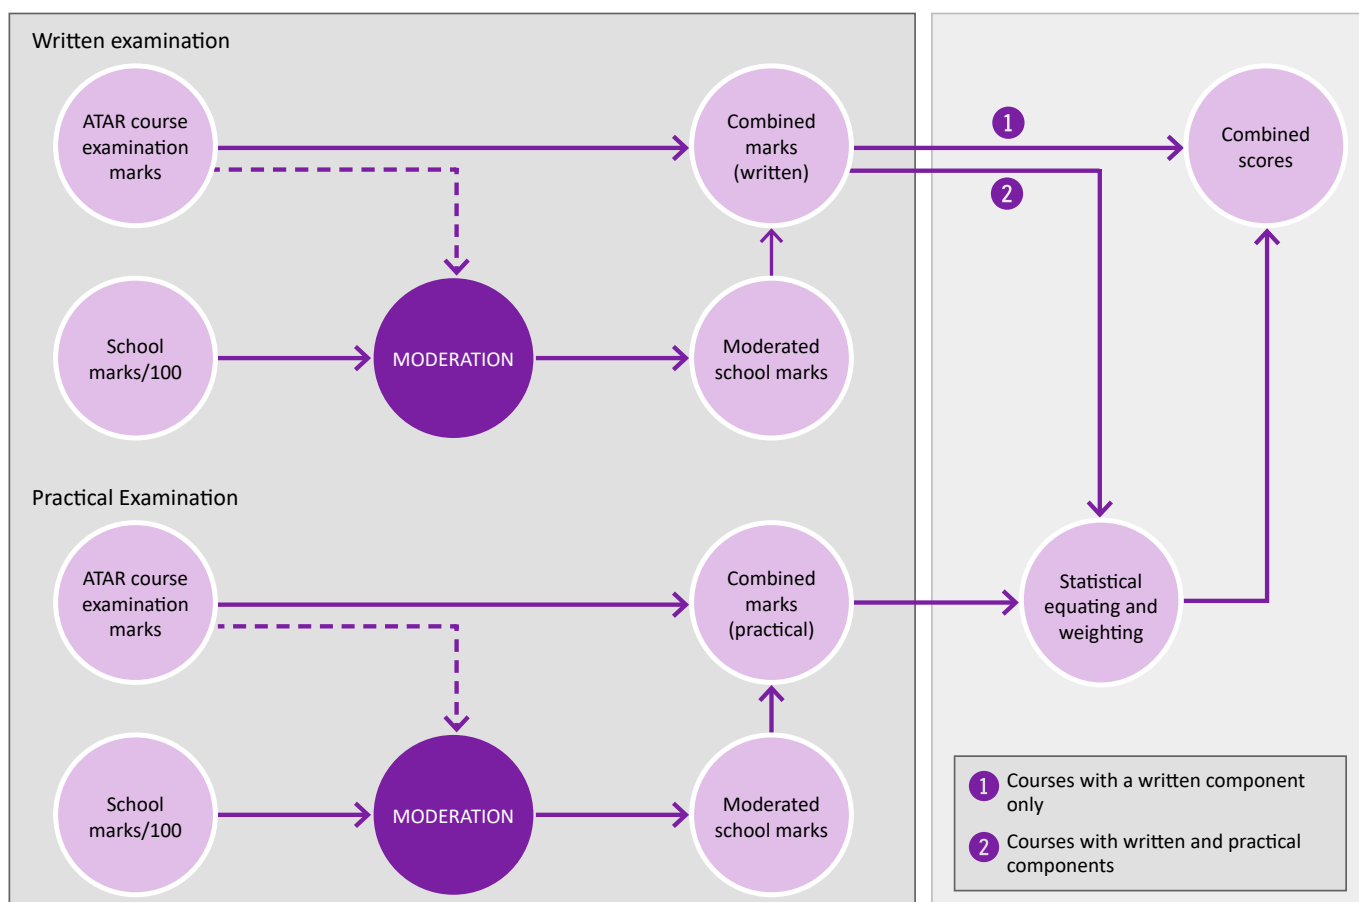 Written examination
ATAR course
examination
marks
Combined
marks
(written)
1
2
Combined
scores
School
marks/100
MODERATION
Moderated
school marks
Practical Examination
ATAR course
examination
marks
Combined
marks
(practical)
Statistical
equating and
weighting
School
marks/100
MODERATION
Moderated
school marks
1 Courses with a written component
only
2 Courses with written and practical
components